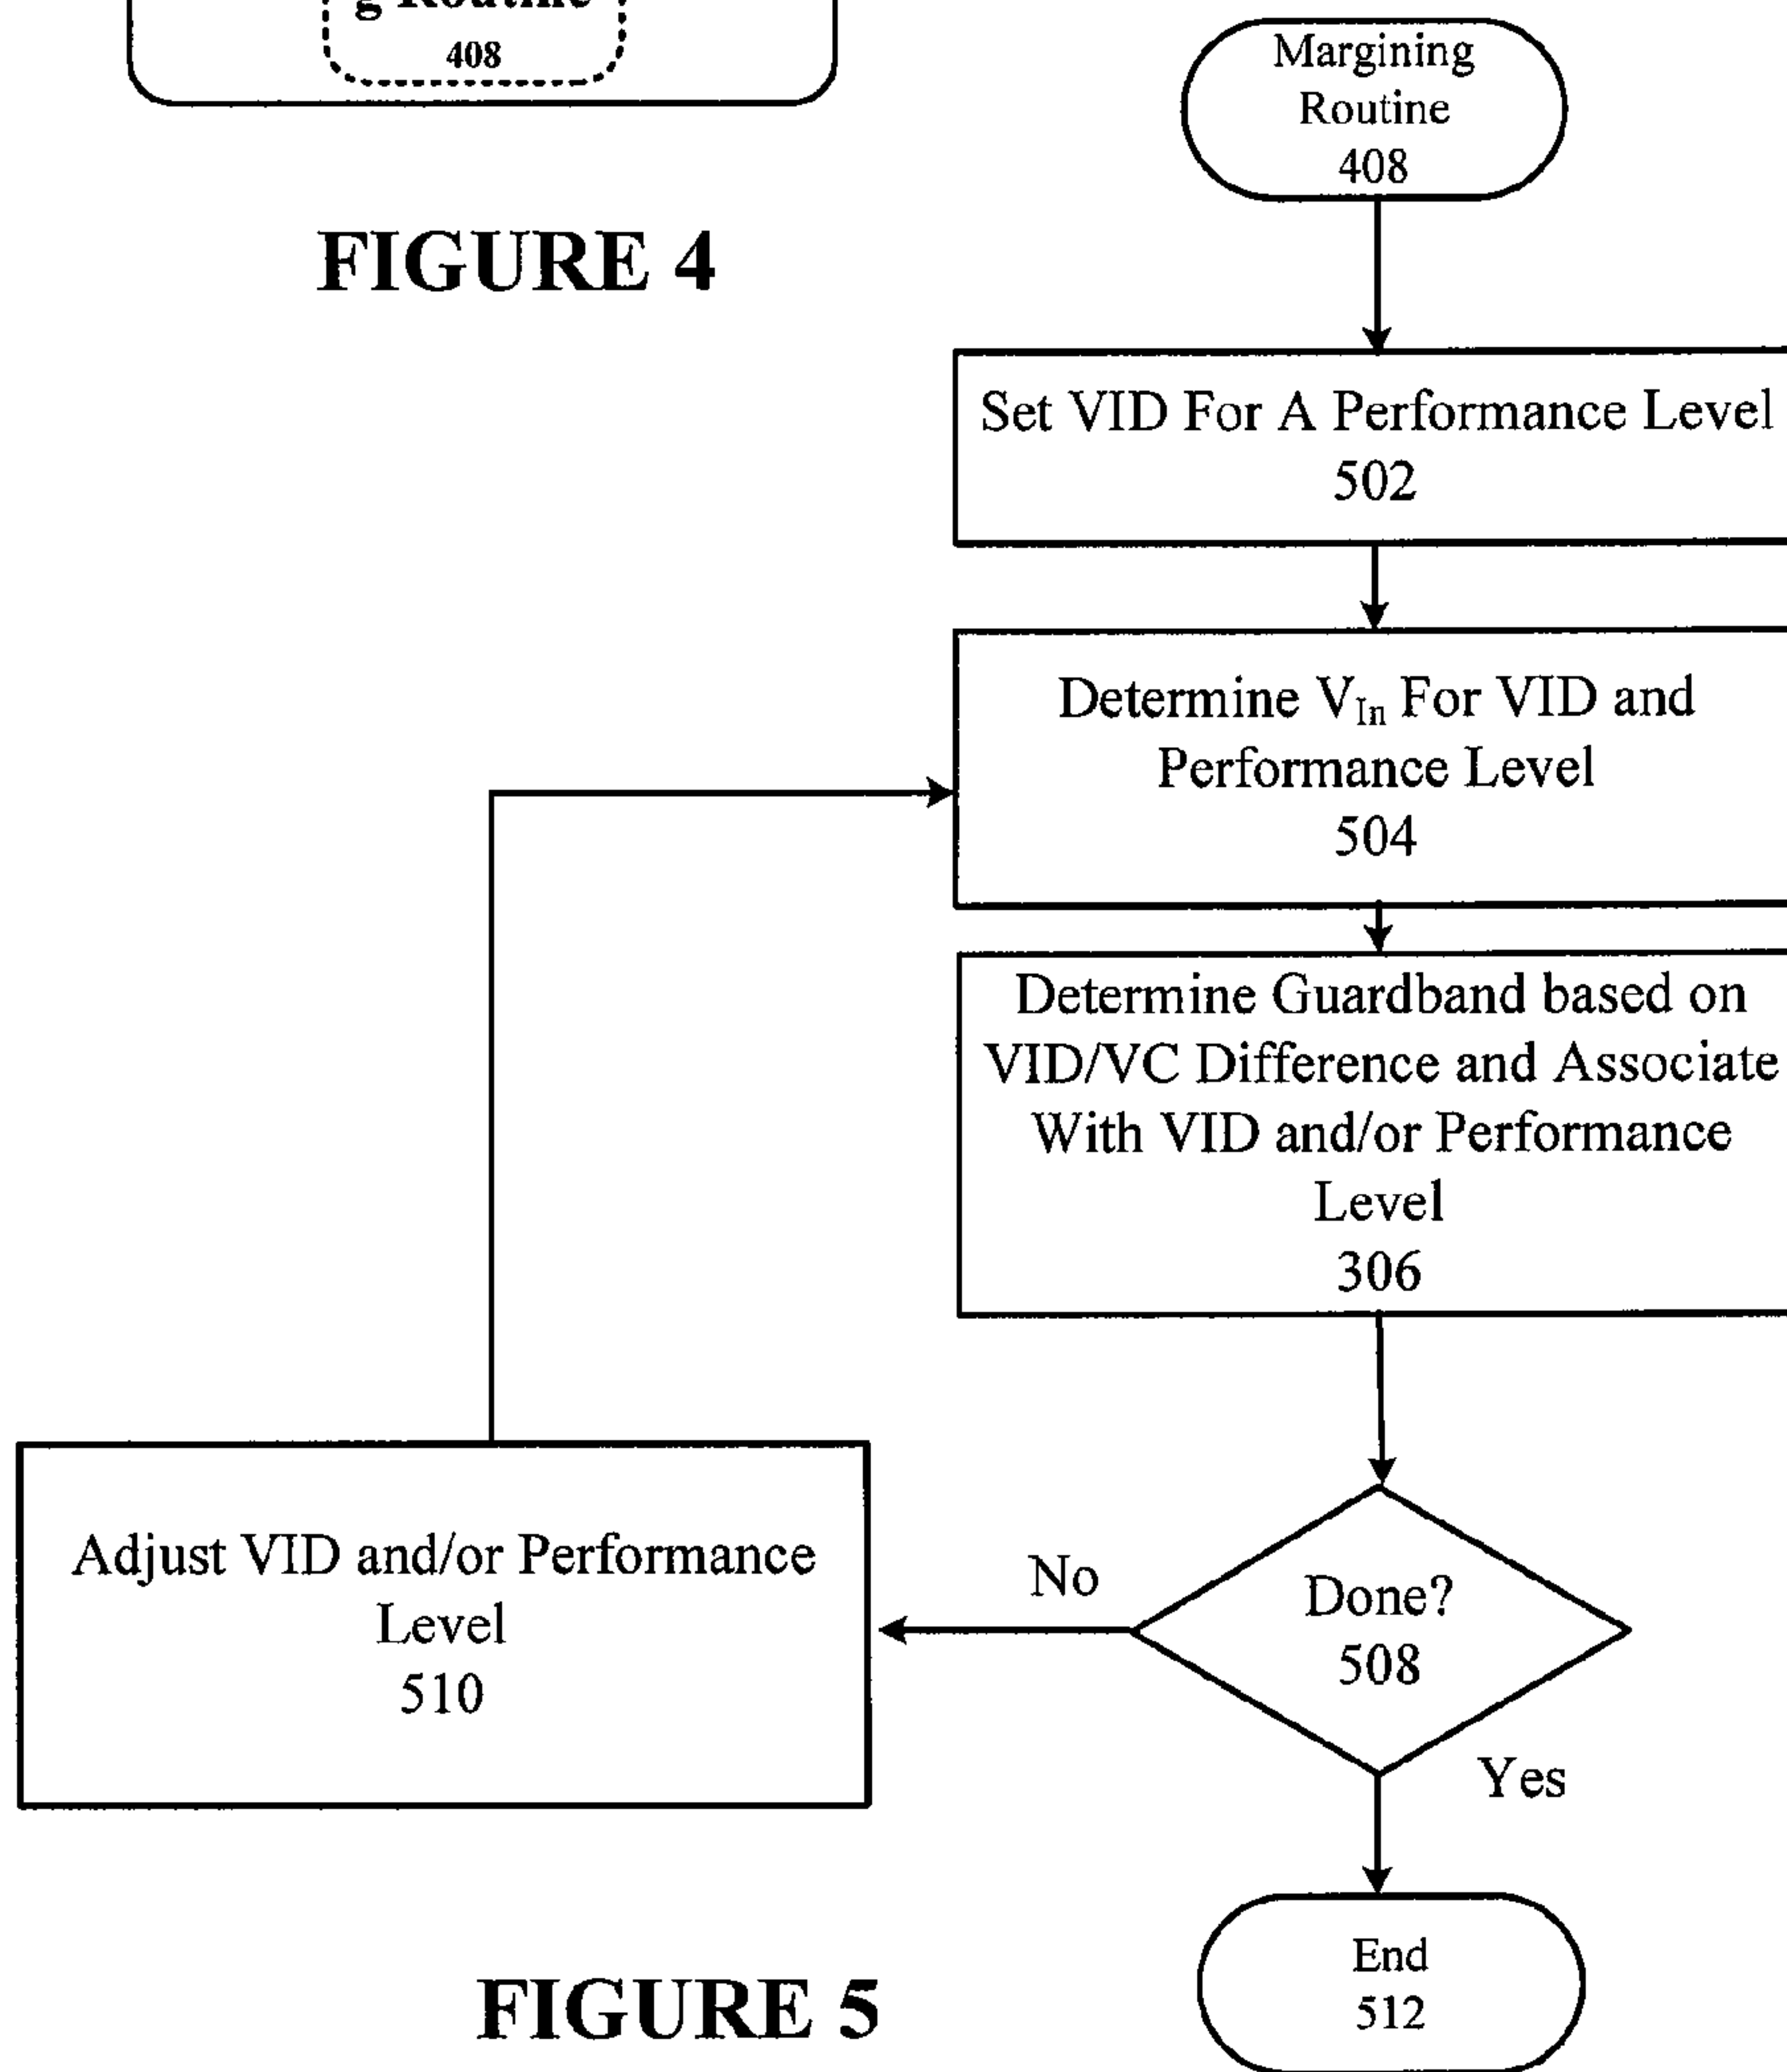 g Routine
408
FIGURE 4
Margining
Routine
408
Set VID For A Performance Level
502
Determine VIn For VID and
Performance Level
504
Determine Guardband based on
VID/VC Difference and Associate
With VID and/or Performance
Level
306
Adjust VID and/or Performance
Level
510
No
Done?
508
Yes
End
512
FIGURE 5